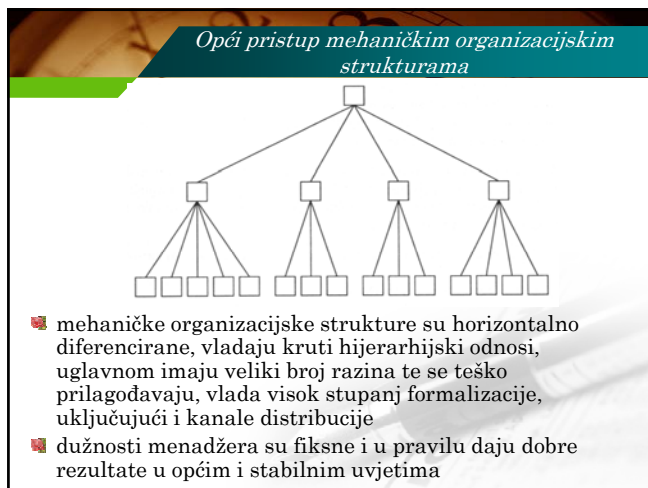 Opći pristup mehaničkim organizacijskim
strukturama
mehaničke organizacijske strukture su horizontalno
diferencirane, vladaju kruti hijerarhijski odnosi,
uglavnom imaju veliki broj razina te se teško
prilagođavaju, vlada visok stupanj formalizacije,
uključujući i kanale distribucije
dužnosti menadžera su fiksne i u pravilu daju dobre
rezultate u općim i stabilnim uvjetima